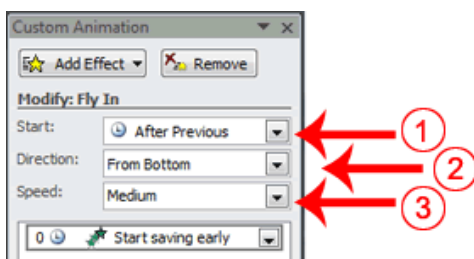 Custom Animation
Add Effect Remove
Modify: Fly In
Start: After Previous 1
Direction: From Bottom 2
Speed: Medium 3
0 Start saving early